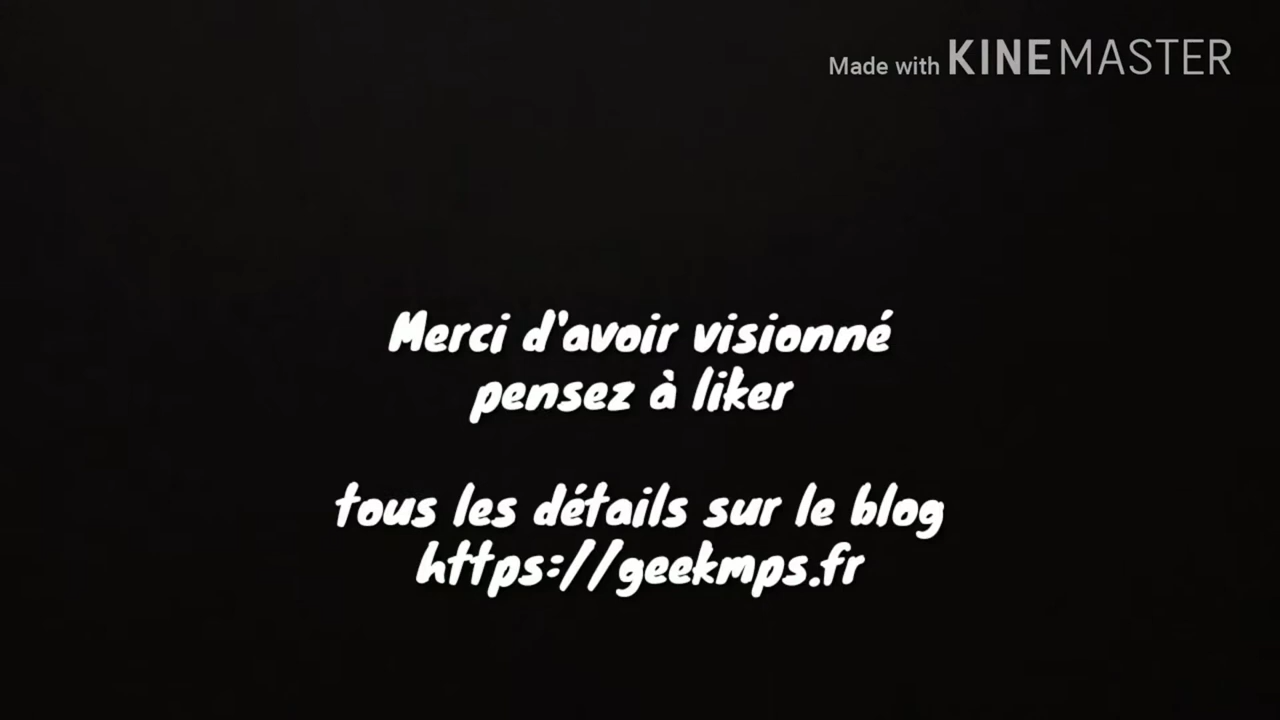 Made with KINEMASTER
Merci d'avoir visionné
pensez à liker
tous les détails sur le blog
https://geekmps.fr